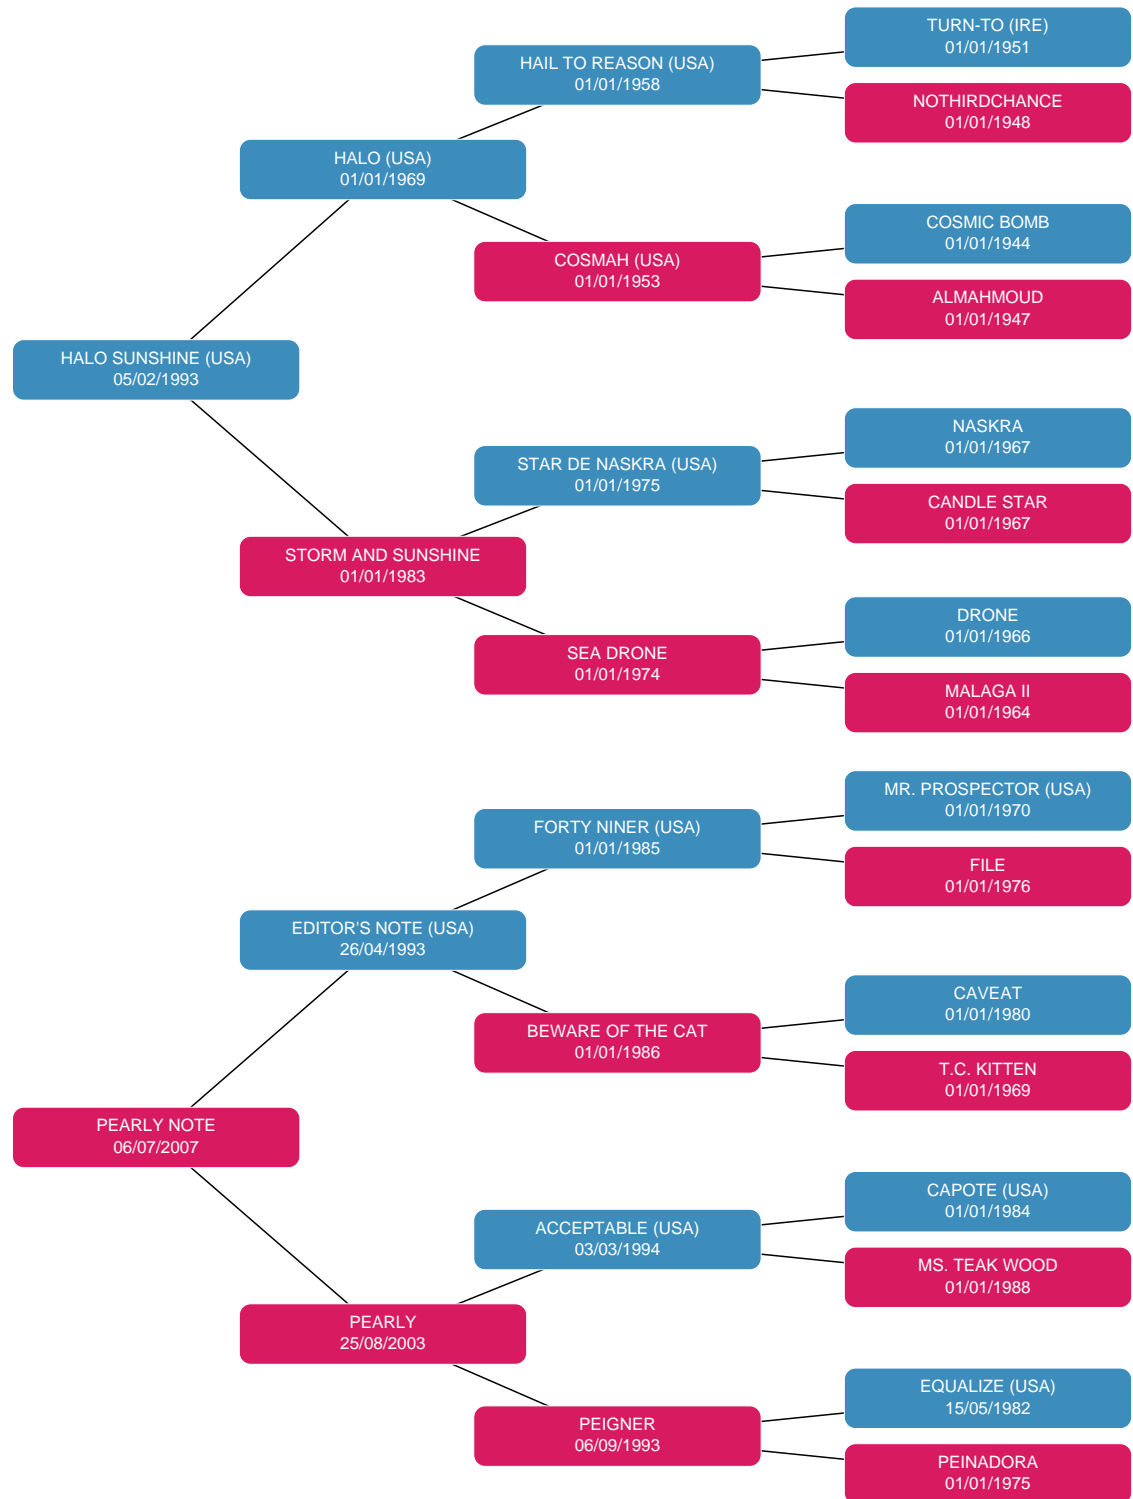 TURN-TO (IRE)
01/01/1951
HAIL TO REASON (USA)
01/01/1958
NOTHIRDCHANCE
01/01/1948
HALO (USA)
01/01/1969
COSMIC BOMB
01/01/1944
COSMAH (USA)
01/01/1953
ALMAHMOUD
01/01/1947
HALO SUNSHINE (USA)
05/02/1993
NASKRA
01/01/1967
STAR DE NASKRA (USA)
01/01/1975
CANDLE STAR
01/01/1967
STORM AND SUNSHINE
01/01/1983
DRONE
01/01/1966
SEA DRONE
01/01/1974
MALAGA II
01/01/1964
MR. PROSPECTOR (USA)
01/01/1970
FORTY NINER (USA)
01/01/1985
FILE
01/01/1976
EDITOR'S NOTE (USA)
26/04/1993
CAVEAT
01/01/1980
BEWARE OF THE CAT
01/01/1986
T.C. KITTEN
01/01/1969
PEARLY NOTE
06/07/2007
CAPOTE (USA)
01/01/1984
ACCEPTABLE (USA)
03/03/1994
MS. TEAK WOOD
01/01/1988
PEARLY
25/08/2003
EQUALIZE (USA)
15/05/1982
PEIGNER
06/09/1993
PEINADORA
01/01/1975